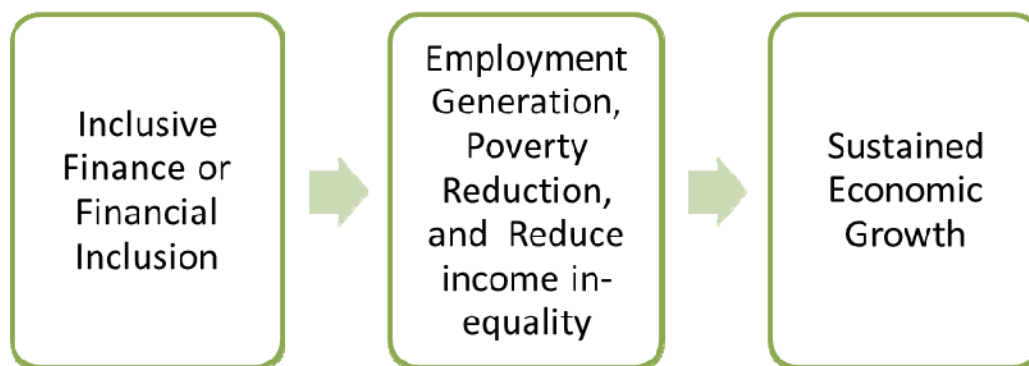 Inclusive
Finance or
Financial
Inclusion
Employment
Generation,
Poverty
Reduction,
and Reduce
income in-
equality
Sustained
Economic
Growth